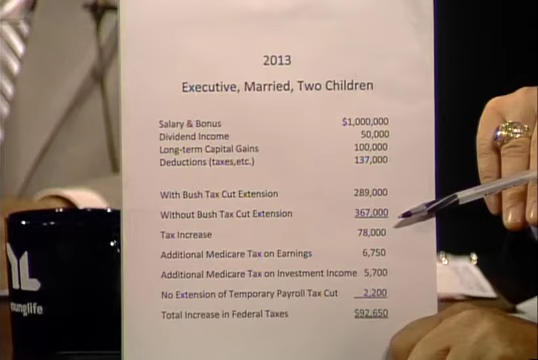 2013
Executive, Married, Two Children
Salary & Bonus $1,000,000
Dividend Income 50,000
Long-term Capital Gains 100,000
Deductions (taxes,etc.) 137,000
With Bush Tax Cut Extension 289,000
Without Bush Tax Cut Extension 367,000
Tax Increase 78,000
Additional Medicare Tax on Earnings 6,750
Additional Medicare Tax on Investment Income 5,700
No Extension of Temporary Payroll Tax Cut 2,200
Total Increase in Federal Taxes $92,650
YL
younglife